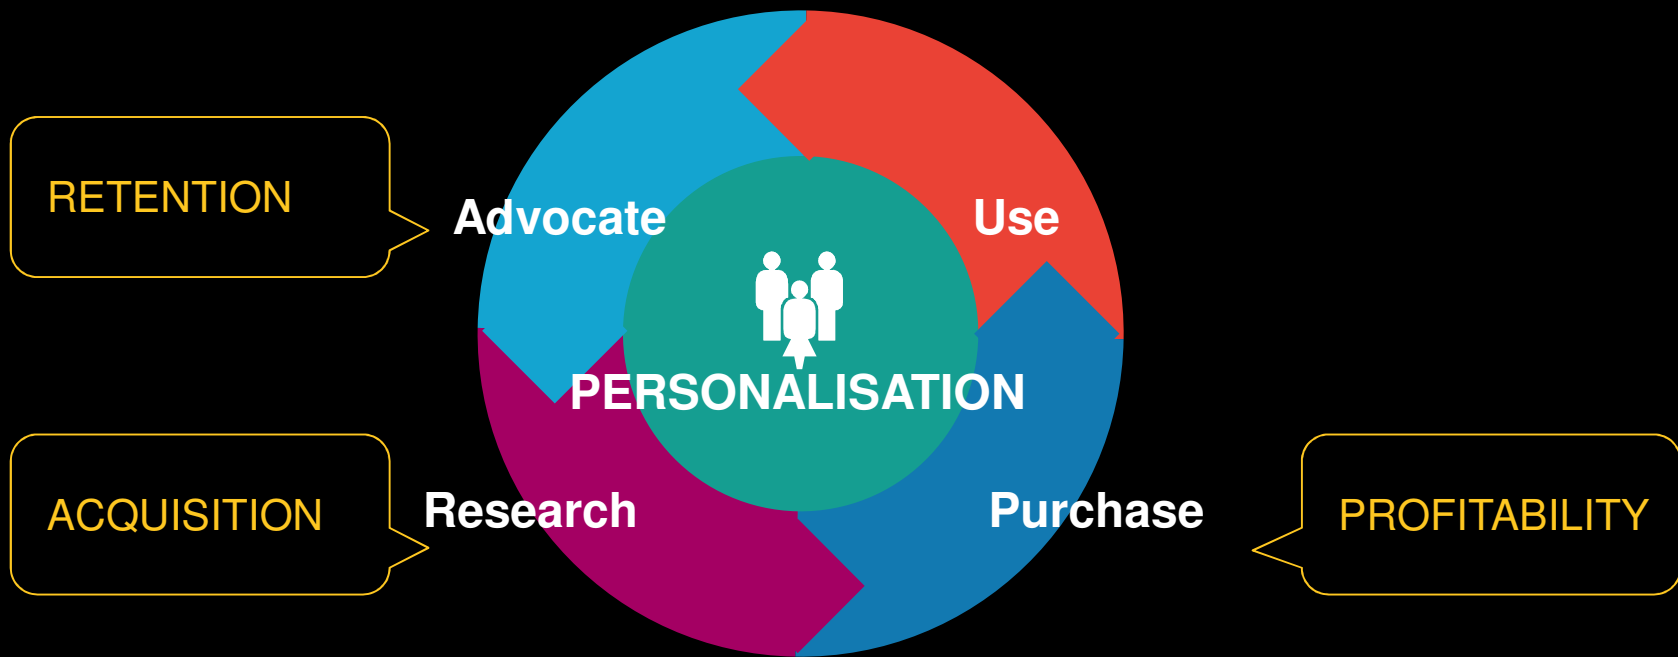 RETENTION
Advocate
Use
PERSONALISATION
ACQUISITION
Research
Purchase
PROFITABILITY